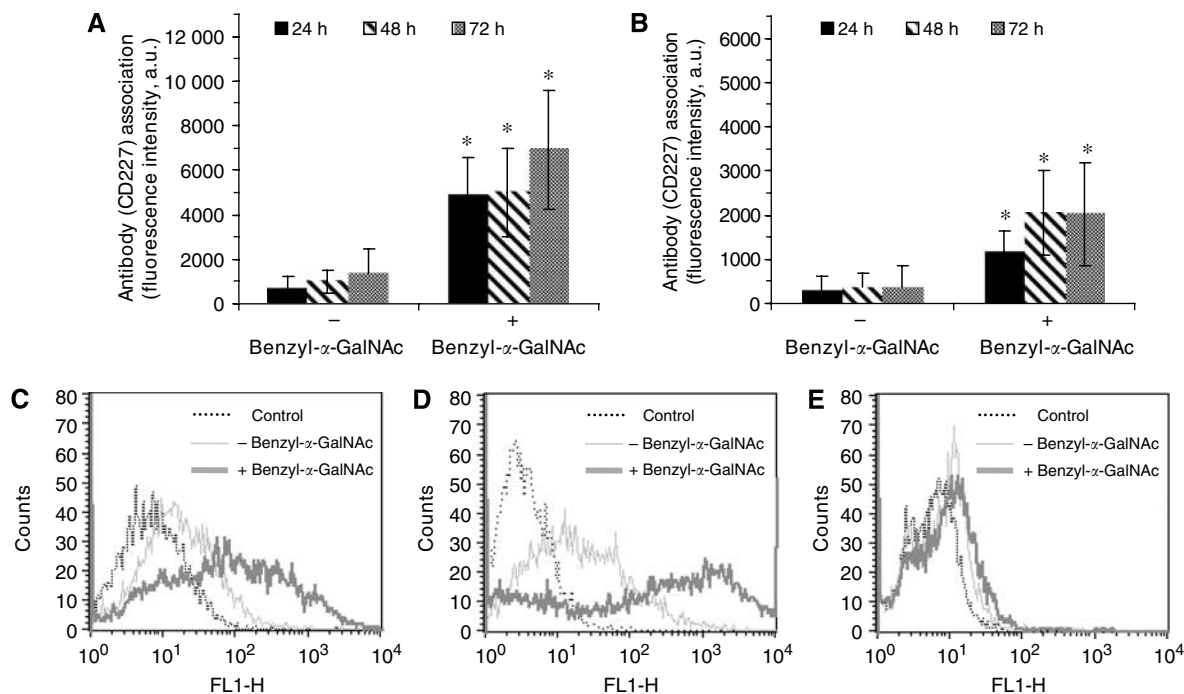 A
24 h 48 h 72 h
Antibody (CD227) association
(fluorescence intensity, a.u.)
12 000
10 000
8000
6000
4000
2000
0
* * *
– +
Benzyl-α-GalNAc Benzyl-α-GalNAc
B
24 h 48 h 72 h
Antibody (CD227) association
(fluorescence intensity, a.u.)
6000
5000
4000
3000
2000
1000
0
* * *
– +
Benzyl-α-GalNAc Benzyl-α-GalNAc
C
Control
– Benzyl-α-GalNAc
+ Benzyl-α-GalNAc
Counts
80
70
60
50
40
30
20
10
0
10⁰ 10¹ 10² 10³ 10⁴
FL1-H
D
Control
– Benzyl-α-GalNAc
+ Benzyl-α-GalNAc
Counts
80
70
60
50
40
30
20
10
0
10⁰ 10¹ 10² 10³ 10⁴
FL1-H
E
Control
– Benzyl-α-GalNAc
+ Benzyl-α-GalNAc
Counts
80
70
60
50
40
30
20
10
0
10⁰ 10¹ 10² 10³ 10⁴
FL1-H